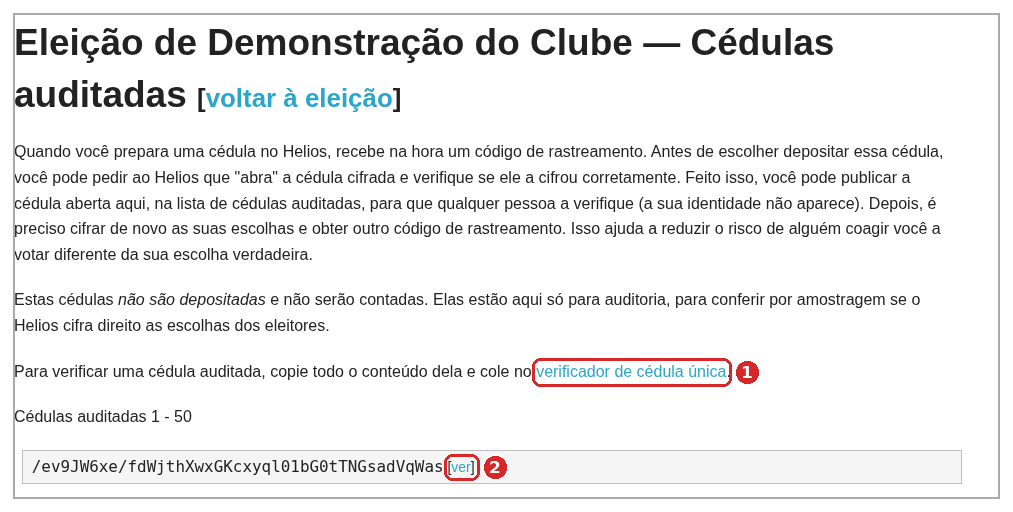 Eleição de Demonstração do Clube — Cédulas
auditadas [voltar à eleição]
Quando você prepara uma cédula no Helios, recebe na hora um código de rastreamento. Antes de escolher depositar essa cédula,
você pode pedir ao Helios que "abra" a cédula cifrada e verifique se ele a cifrou corretamente. Feito isso, você pode publicar a
cédula aberta aqui, na lista de cédulas auditadas, para que qualquer pessoa a verifique (a sua identidade não aparece). Depois, é
preciso cifrar de novo as suas escolhas e obter outro código de rastreamento. Isso ajuda a reduzir o risco de alguém coagir você a
votar diferente da sua escolha verdadeira.
Estas cédulas não são depositadas e não serão contadas. Elas estão aqui só para auditoria, para conferir por amostragem se o
Helios cifra direito as escolhas dos eleitores.
Para verificar uma cédula auditada, copie todo o conteúdo dela e cole no verificador de cédula única. 1
Cédulas auditadas 1 - 50
/ev9JW6xe/fdWjthXwxGKcxyql01bG0tTNGsadVqWas [ver] 2